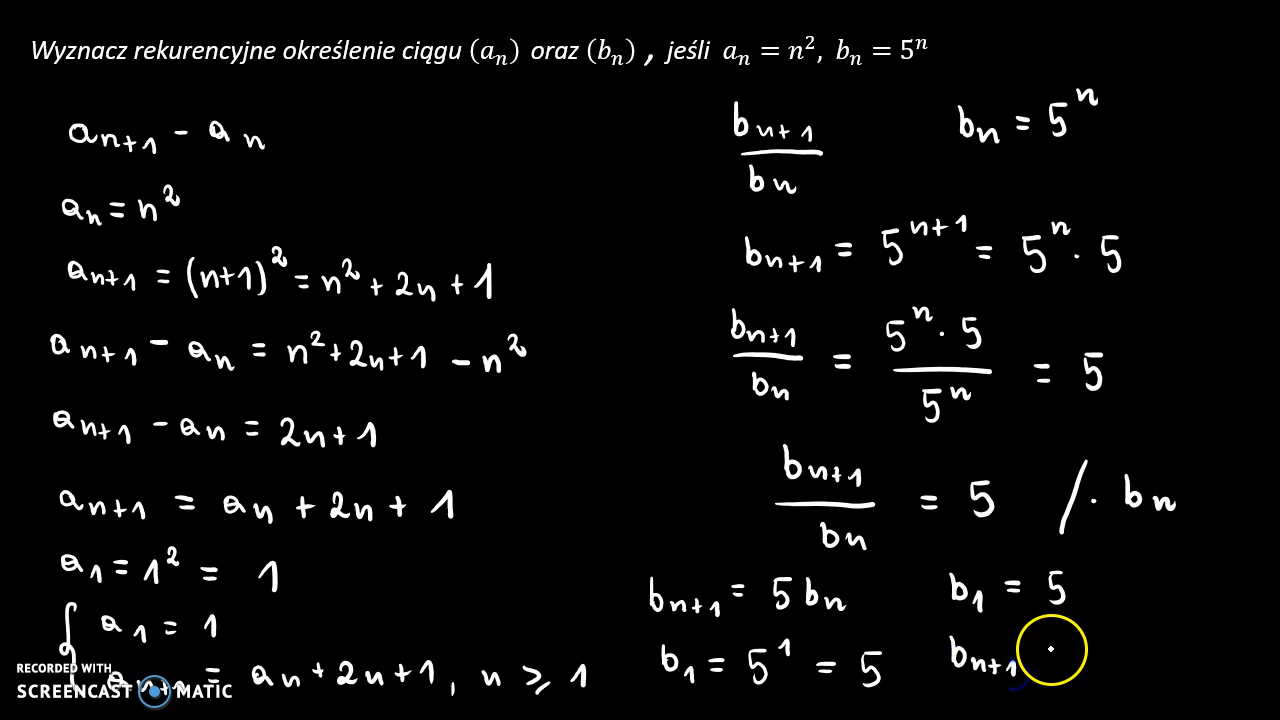 Wyznacz rekurencyjne określenie ciągu (aₙ) oraz (bₙ) , jeśli aₙ = n², bₙ = 5ⁿ
aₙ₊₁ - aₙ
aₙ = n²
aₙ₊₁ = (n+1)² = n² + 2n + 1
aₙ₊₁ - aₙ = n² + 2n + 1 - n²
aₙ₊₁ - aₙ = 2n + 1
aₙ₊₁ = aₙ + 2n + 1
a₁ = 1² = 1
{ a₁ = 1
aₙ₊₁ = aₙ + 2n + 1, n ⩾ 1
bₙ₊₁ / bₙ
bₙ = 5ⁿ
bₙ₊₁ = 5ⁿ⁺¹ = 5ⁿ · 5
bₙ₊₁ / bₙ = 5ⁿ · 5 / 5ⁿ = 5
bₙ₊₁ / bₙ = 5 / · bₙ
bₙ₊₁ = 5bₙ
b₁ = 5¹ = 5
b₁ = 5
bₙ₊₁
RECORDED WITH
SCREENCAST MATIC